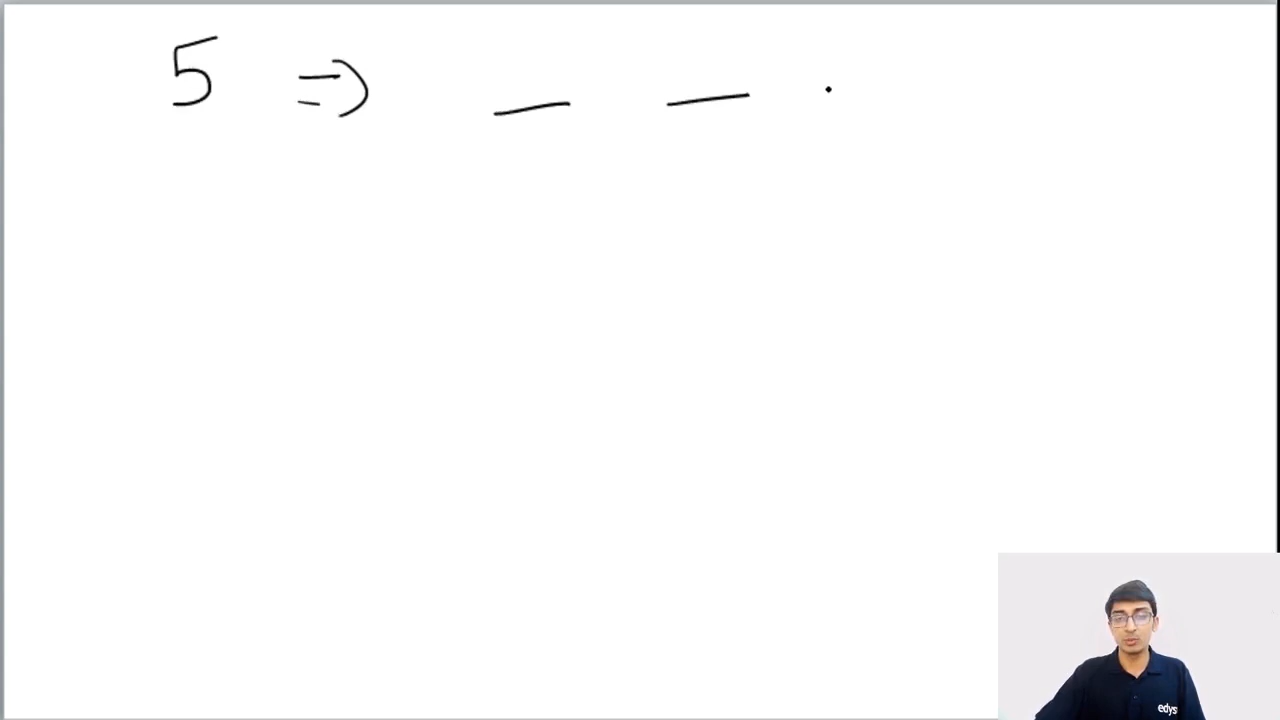 5 => _ _ .
edys